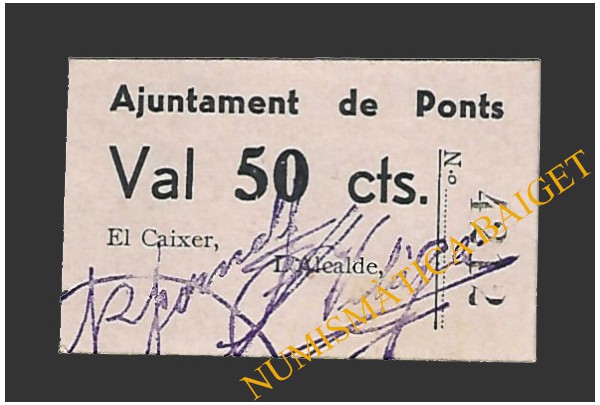 Ajuntament de Ponts
Val 50 cts.
El Caixer,
L'Alcalde,
N.o
NUMISMÀTICA BAIGET